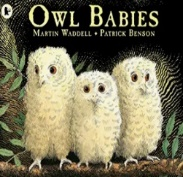 OWL BABIES
MARTIN WADDELL • PATRICK BENSON